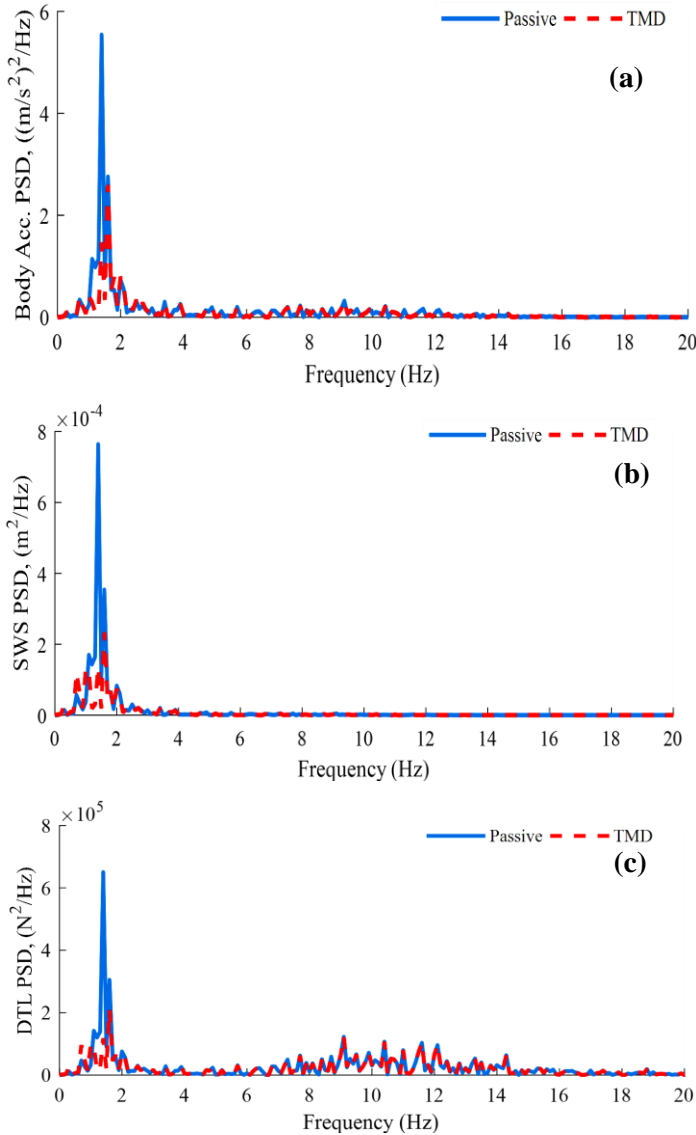 Passive TMD
(a)
Body Acc. PSD, ((m/s²)²/Hz)
6
4
2
0
0 2 4 6 8 10 12 14 16 18 20
Frequency (Hz)
×10⁻⁴
Passive TMD
(b)
SWS PSD, (m²/Hz)
8
6
4
2
0
0 2 4 6 8 10 12 14 16 18 20
Frequency (Hz)
×10⁵
Passive TMD
(c)
DTL PSD, (N²/Hz)
8
6
4
2
0
0 2 4 6 8 10 12 14 16 18 20
Frequency (Hz)